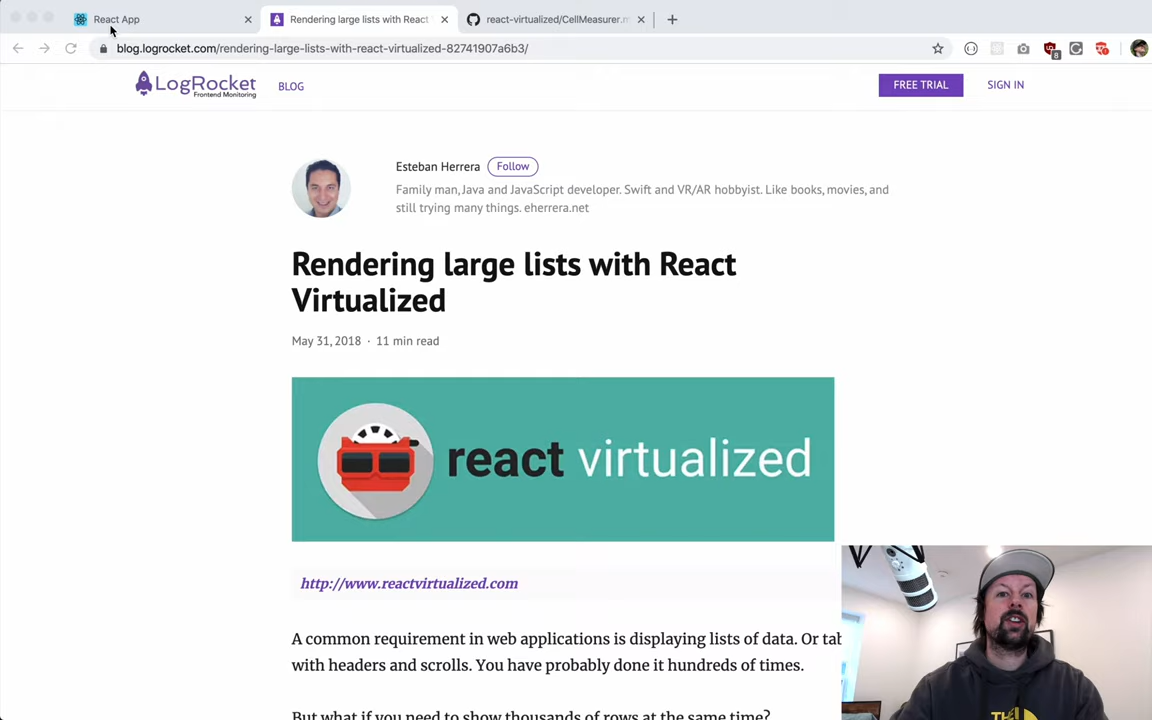 React App
Rendering large lists with React
react-virtualized/CellMeasurer.m
blog.logrocket.com/rendering-large-lists-with-react-virtualized-82741907a6b3/
8
LogRocket
Frontend Monitoring
BLOG
FREE TRIAL
SIGN IN
Esteban Herrera
Follow
Family man, Java and JavaScript developer. Swift and VR/AR hobbyist. Like books, movies, and
still trying many things. eherrera.net
Rendering large lists with React
Virtualized
May 31, 2018 · 11 min read
react virtualized
http://www.reactvirtualized.com
A common requirement in web applications is displaying lists of data. Or tab
with headers and scrolls. You have probably done it hundreds of times.
But what if you need to show thousands of rows at the same time?